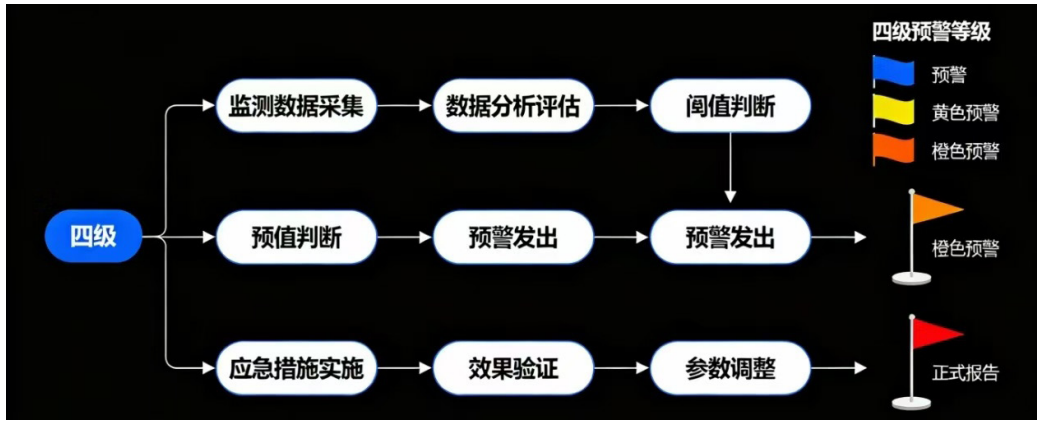 四级预警等级
预警
黄色预警
橙色预警
监测数据采集
数据分析评估
阈值判断
四级
预值判断
预警发出
预警发出
橙色预警
应急措施实施
效果验证
参数调整
正式报告